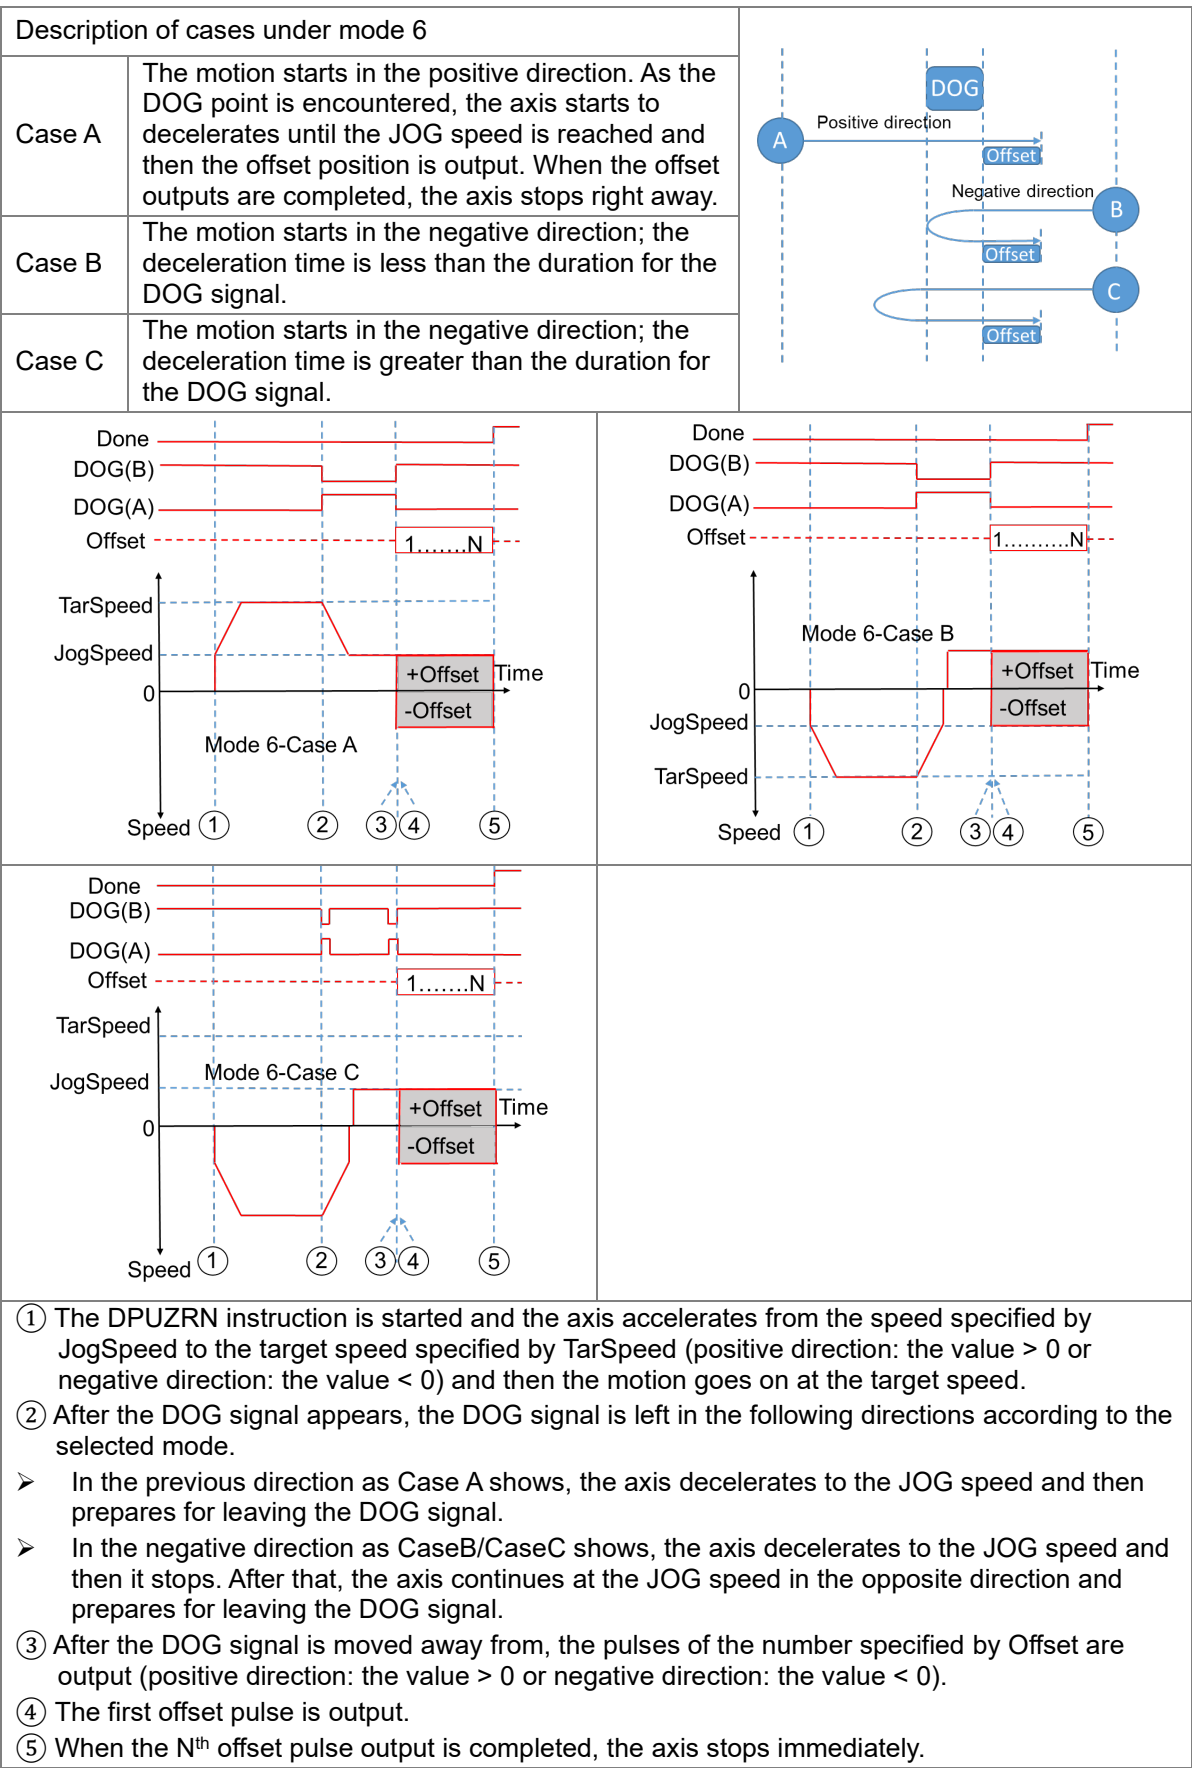 Description of cases under mode 6
Case A
The motion starts in the positive direction. As the
DOG point is encountered, the axis starts to
decelerates until the JOG speed is reached and
then the offset position is output. When the offset
outputs are completed, the axis stops right away.
Case B
The motion starts in the negative direction; the
deceleration time is less than the duration for the
DOG signal.
Case C
The motion starts in the negative direction; the
deceleration time is greater than the duration for
the DOG signal.
DOG
Positive direction
A
Offset
Negative direction
B
Offset
C
Offset
Done
DOG(B)
DOG(A)
Offset
1.......N
TarSpeed
JogSpeed
+Offset
Time
0
-Offset
Mode 6-Case A
Speed
1 2 3 4 5
Done
DOG(B)
DOG(A)
Offset
1..........N
Mode 6-Case B
+Offset
Time
0
-Offset
JogSpeed
TarSpeed
Speed
1 2 3 4 5
Done
DOG(B)
DOG(A)
Offset
1.......N
TarSpeed
Mode 6-Case C
JogSpeed
+Offset
Time
0
-Offset
Speed
1 2 3 4 5
① The DPUZRN instruction is started and the axis accelerates from the speed specified by
JogSpeed to the target speed specified by TarSpeed (positive direction: the value > 0 or
negative direction: the value < 0) and then the motion goes on at the target speed.
② After the DOG signal appears, the DOG signal is left in the following directions according to the
selected mode.
➢ In the previous direction as Case A shows, the axis decelerates to the JOG speed and then
prepares for leaving the DOG signal.
➢ In the negative direction as CaseB/CaseC shows, the axis decelerates to the JOG speed and
then it stops. After that, the axis continues at the JOG speed in the opposite direction and
prepares for leaving the DOG signal.
③ After the DOG signal is moved away from, the pulses of the number specified by Offset are
output (positive direction: the value > 0 or negative direction: the value < 0).
④ The first offset pulse is output.
⑤ When the Nth offset pulse output is completed, the axis stops immediately.